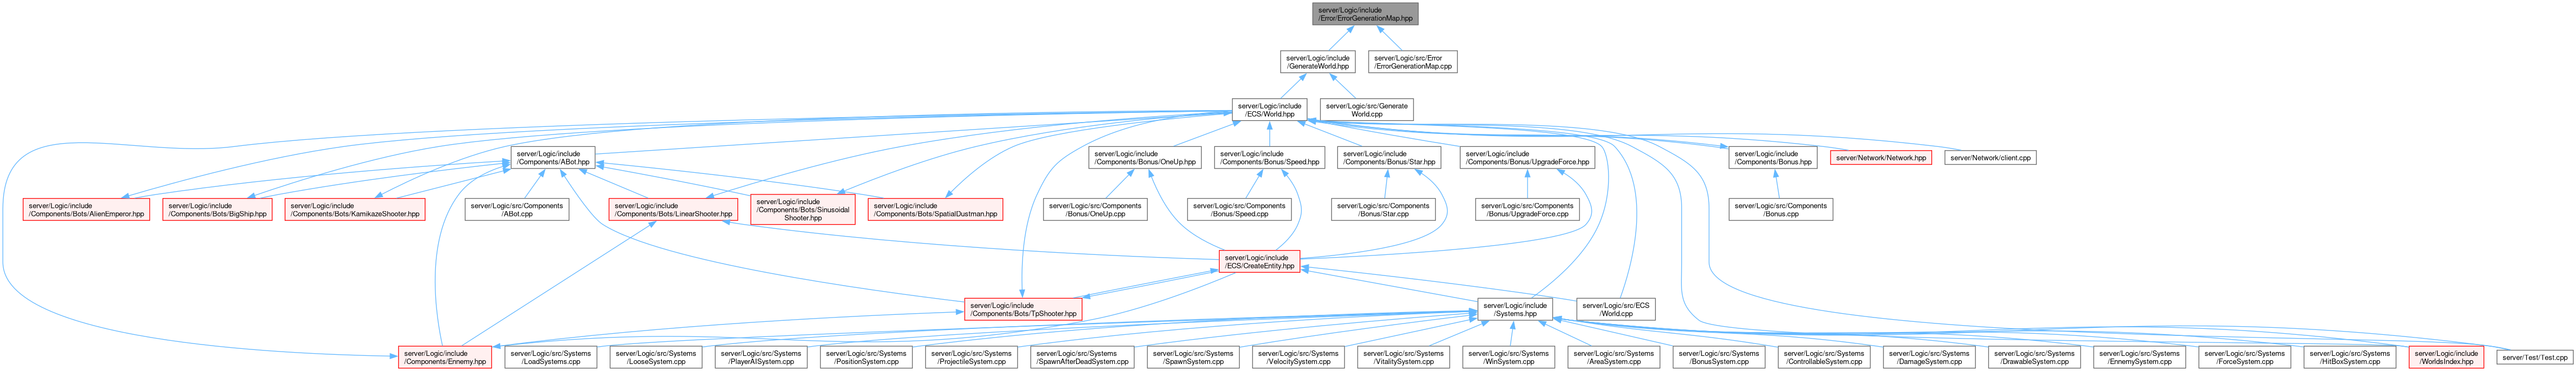 server/Logic/include
/Error/ErrorGenerationMap.hpp
server/Logic/include
/GenerateWorld.hpp
server/Logic/src/Error
/ErrorGenerationMap.cpp
server/Logic/include
/ECS/World.hpp
server/Logic/src/Generate
World.cpp
server/Logic/include
/Components/ABot.hpp
server/Logic/include
/Components/Bonus/OneUp.hpp
server/Logic/include
/Components/Bonus/Speed.hpp
server/Logic/include
/Components/Bonus/Star.hpp
server/Logic/include
/Components/Bonus/UpgradeForce.hpp
server/Logic/include
/Components/Bonus.hpp
server/Network/Network.hpp
server/Network/client.cpp
server/Logic/include
/Components/Bots/AlienEmperor.hpp
server/Logic/include
/Components/Bots/BigShip.hpp
server/Logic/include
/Components/Bots/KamikazeShooter.hpp
server/Logic/src/Components
/ABot.cpp
server/Logic/include
/Components/Bots/LinearShooter.hpp
server/Logic/include
/Components/Bots/Sinusoidal
Shooter.hpp
server/Logic/include
/Components/Bots/SpatialDustman.hpp
server/Logic/src/Components
/Bonus/OneUp.cpp
server/Logic/src/Components
/Bonus/Speed.cpp
server/Logic/src/Components
/Bonus/Star.cpp
server/Logic/src/Components
/Bonus/UpgradeForce.cpp
server/Logic/src/Components
/Bonus.cpp
server/Logic/include
/ECS/CreateEntity.hpp
server/Logic/include
/Components/Bots/TpShooter.hpp
server/Logic/include
/Systems.hpp
server/Logic/src/ECS
/World.cpp
server/Logic/include
/Components/Ennemy.hpp
server/Logic/src/Systems
/LoadSystems.cpp
server/Logic/src/Systems
/LooseSystem.cpp
server/Logic/src/Systems
/PlayerAISystem.cpp
server/Logic/src/Systems
/PositionSystem.cpp
server/Logic/src/Systems
/ProjectileSystem.cpp
server/Logic/src/Systems
/SpawnAfterDeadSystem.cpp
server/Logic/src/Systems
/SpawnSystem.cpp
server/Logic/src/Systems
/VelocitySystem.cpp
server/Logic/src/Systems
/VitalitySystem.cpp
server/Logic/src/Systems
/WinSystem.cpp
server/Logic/src/Systems
/AreaSystem.cpp
server/Logic/src/Systems
/BonusSystem.cpp
server/Logic/src/Systems
/ControllableSystem.cpp
server/Logic/src/Systems
/DamageSystem.cpp
server/Logic/src/Systems
/DrawableSystem.cpp
server/Logic/src/Systems
/EnnemySystem.cpp
server/Logic/src/Systems
/ForceSystem.cpp
server/Logic/src/Systems
/HitBoxSystem.cpp
server/Logic/include
/WorldsIndex.hpp
server/Test/Test.cpp